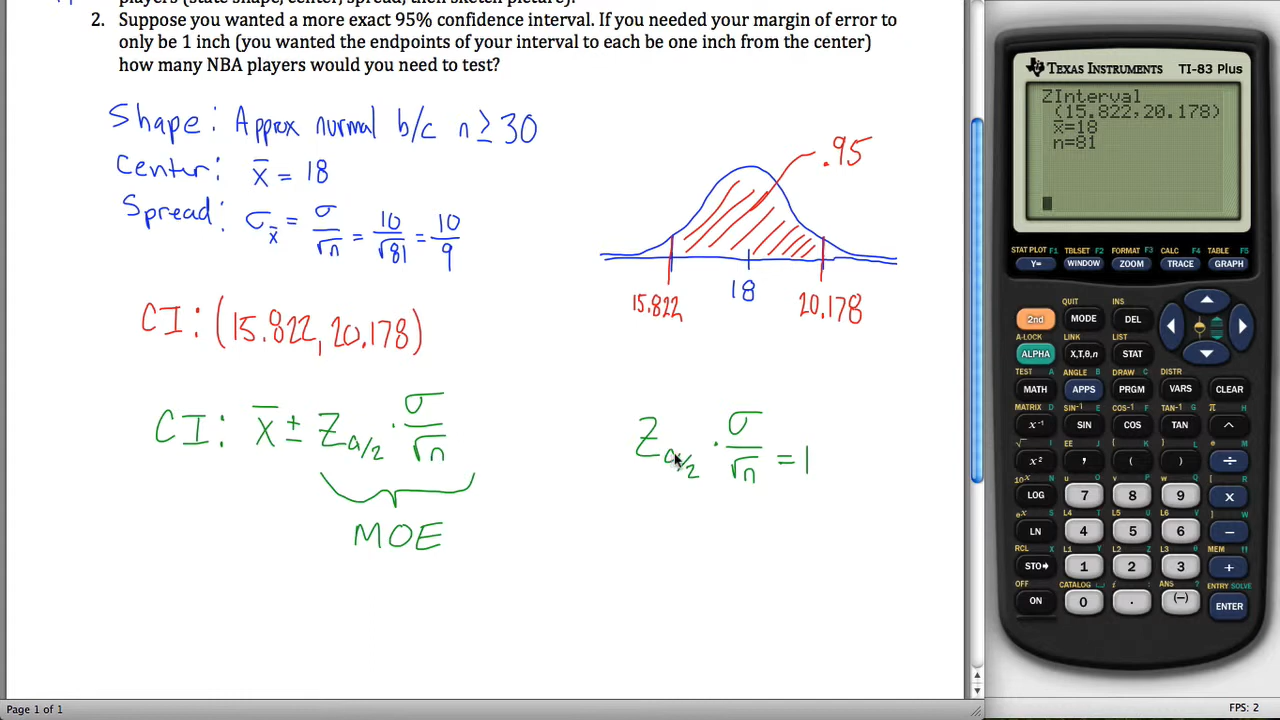 players (state shape, center, spread, then sketch picture).
2. Suppose you wanted a more exact 95% confidence interval. If you needed your margin of error to
only be 1 inch (you wanted the endpoints of your interval to each be one inch from the center)
how many NBA players would you need to test?
Shape: Approx normal b/c n ≥ 30
Center: x̄ = 18
Spread: σx̄ = σ/√n = 10/√81 = 10/9
.95
15.822 18 20.178
CI: (15.822, 20.178)
CI: x̄ ± Za/2 · σ/√n
MOE
Za/2 · σ/√n = 1
Page 1 of 1
TEXAS INSTRUMENTS TI-83 Plus
ZInterval
(15.822,20.178)
x̄=18
n=81
STAT PLOT F1 TBLSET F2 FORMAT F3 CALC F4 TABLE F5
Y= WINDOW ZOOM TRACE GRAPH
QUIT INS
2nd MODE DEL
A-LOCK LINK LIST
ALPHA X,T,θ,n STAT
TEST A ANGLE B DRAW C DISTR
MATH APPS PRGM VARS CLEAR
MATRIX D SIN⁻¹ E COS⁻¹ F TAN⁻¹ G π H
x⁻¹ SIN COS TAN ^
√ I EE J { K } L e M
x² , ( ) ÷
10ˣ N u O v P w Q [ R
LOG 7 8 9 x
eˣ S L4 T L5 U L6 V ] W
LN 4 5 6 −
RCL X L1 Y L2 Z L3 θ MEM "
STO▸ 1 2 3 +
OFF CATALOG i : ANS ? ENTRY SOLVE
ON 0 . (−) ENTER
FPS: 2